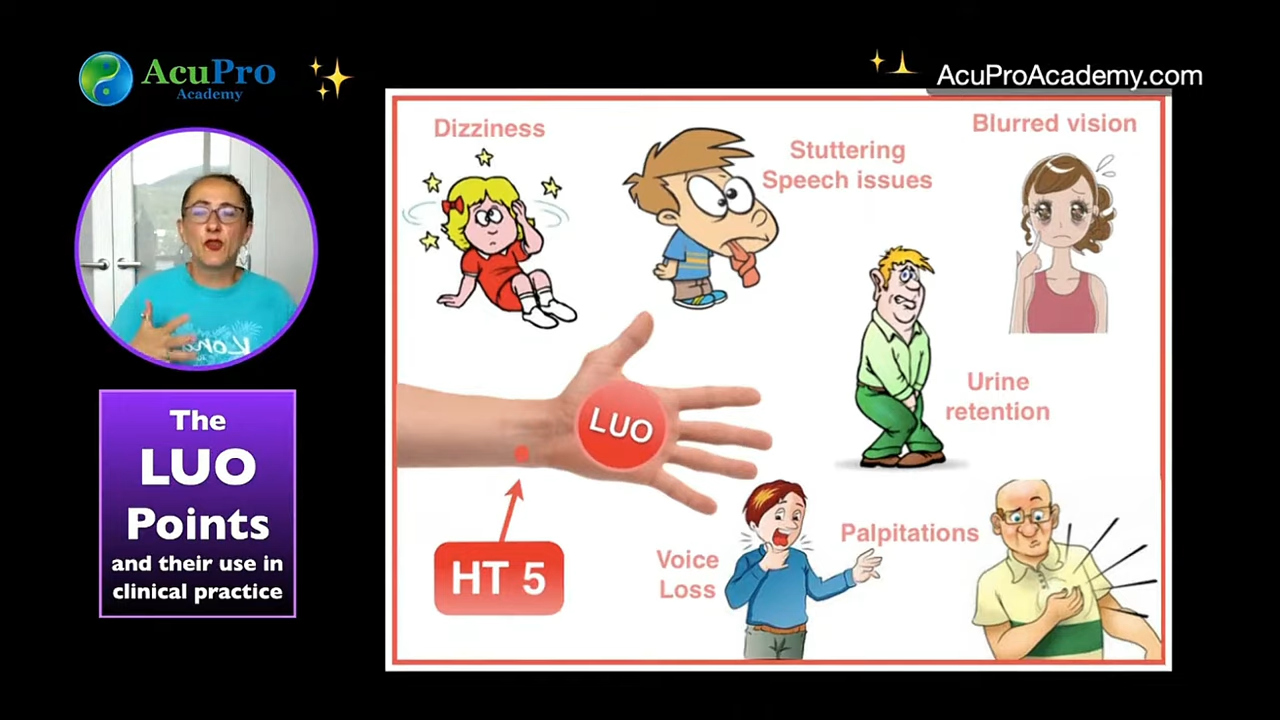 AcuPro
Academy
AcuProAcademy.com
The
LUO
Points
and their use in
clinical practice
Dizziness
Stuttering
Speech issues
Blurred vision
Urine
retention
LUO
HT 5
Voice
Loss
Palpitations